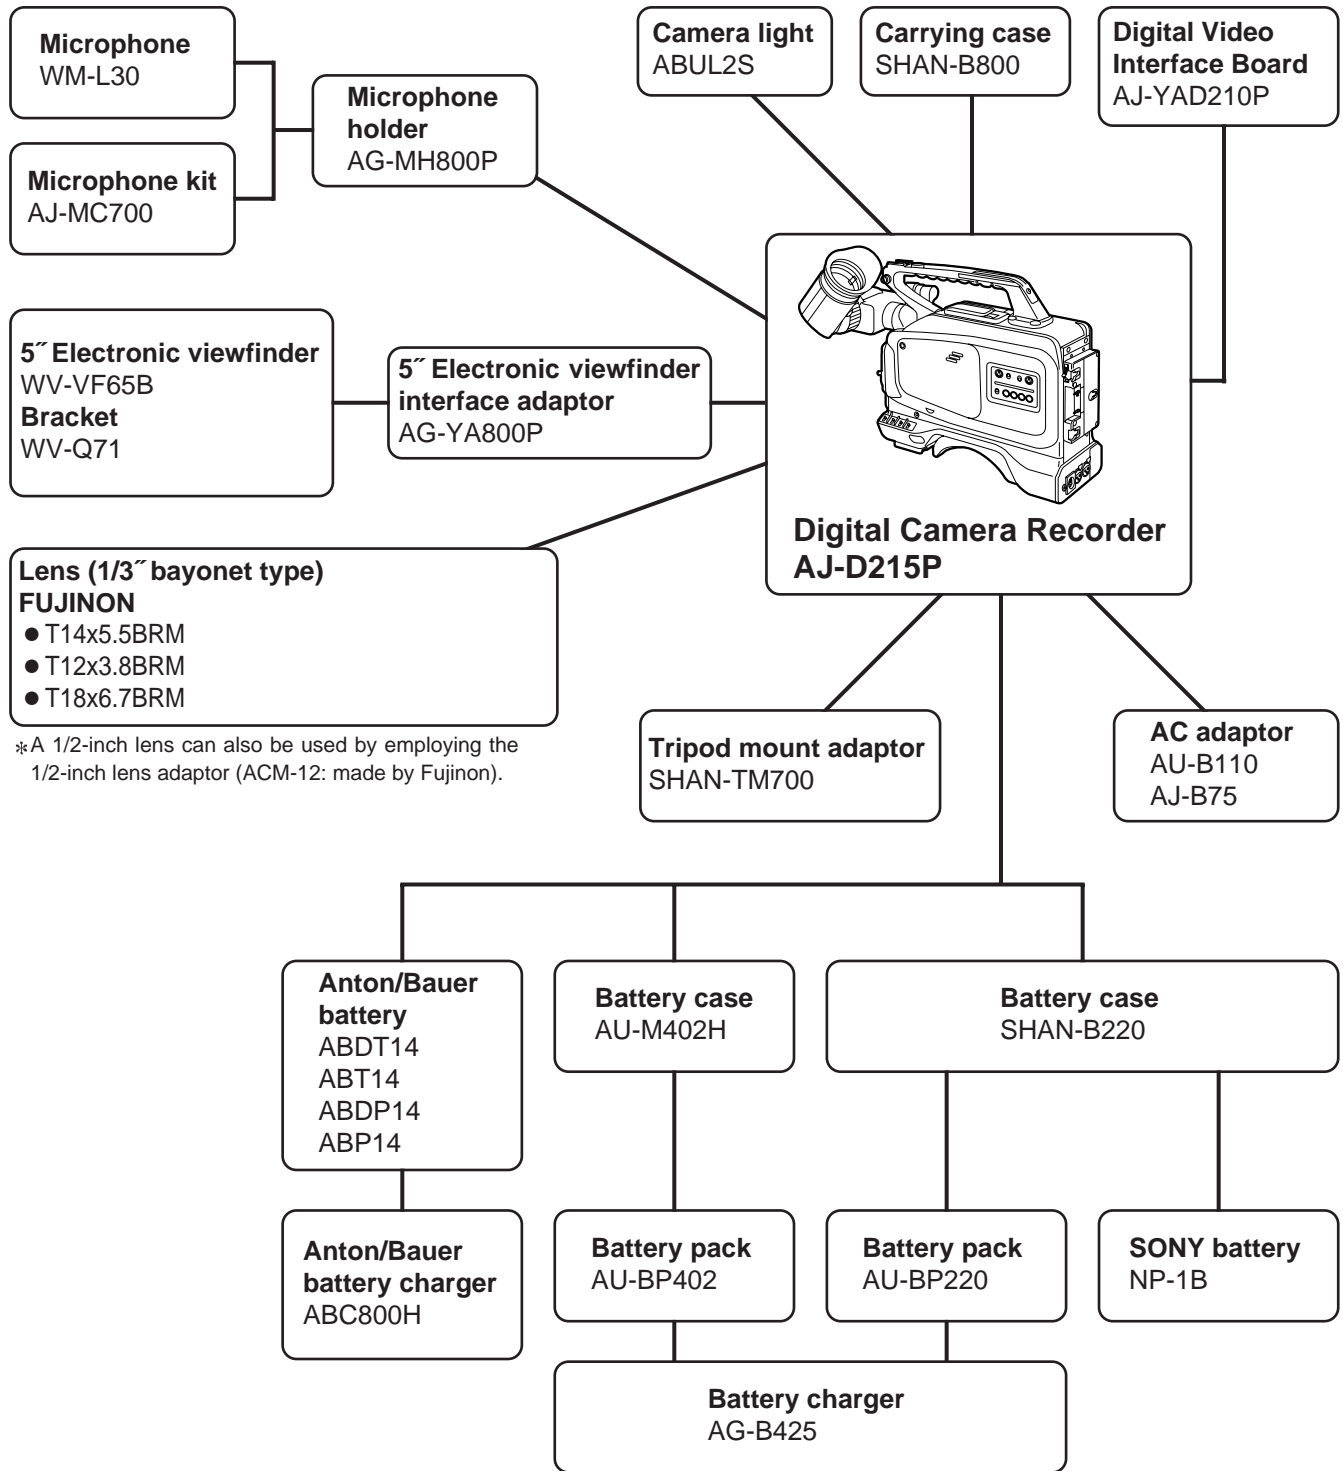 Microphone
WM-L30
Microphone kit
AJ-MC700
Microphone
holder
AG-MH800P
Camera light
ABUL2S
Carrying case
SHAN-B800
Digital Video
Interface Board
AJ-YAD210P
5˝ Electronic viewfinder
WV-VF65B
Bracket
WV-Q71
5˝ Electronic viewfinder
interface adaptor
AG-YA800P
Digital Camera Recorder
AJ-D215P
Lens (1/3˝ bayonet type)
FUJINON
● T14x5.5BRM
● T12x3.8BRM
● T18x6.7BRM
*A 1/2-inch lens can also be used by employing the
1/2-inch lens adaptor (ACM-12: made by Fujinon).
Tripod mount adaptor
SHAN-TM700
AC adaptor
AU-B110
AJ-B75
Anton/Bauer
battery
ABDT14
ABT14
ABDP14
ABP14
Battery case
AU-M402H
Battery case
SHAN-B220
Anton/Bauer
battery charger
ABC800H
Battery pack
AU-BP402
Battery pack
AU-BP220
SONY battery
NP-1B
Battery charger
AG-B425